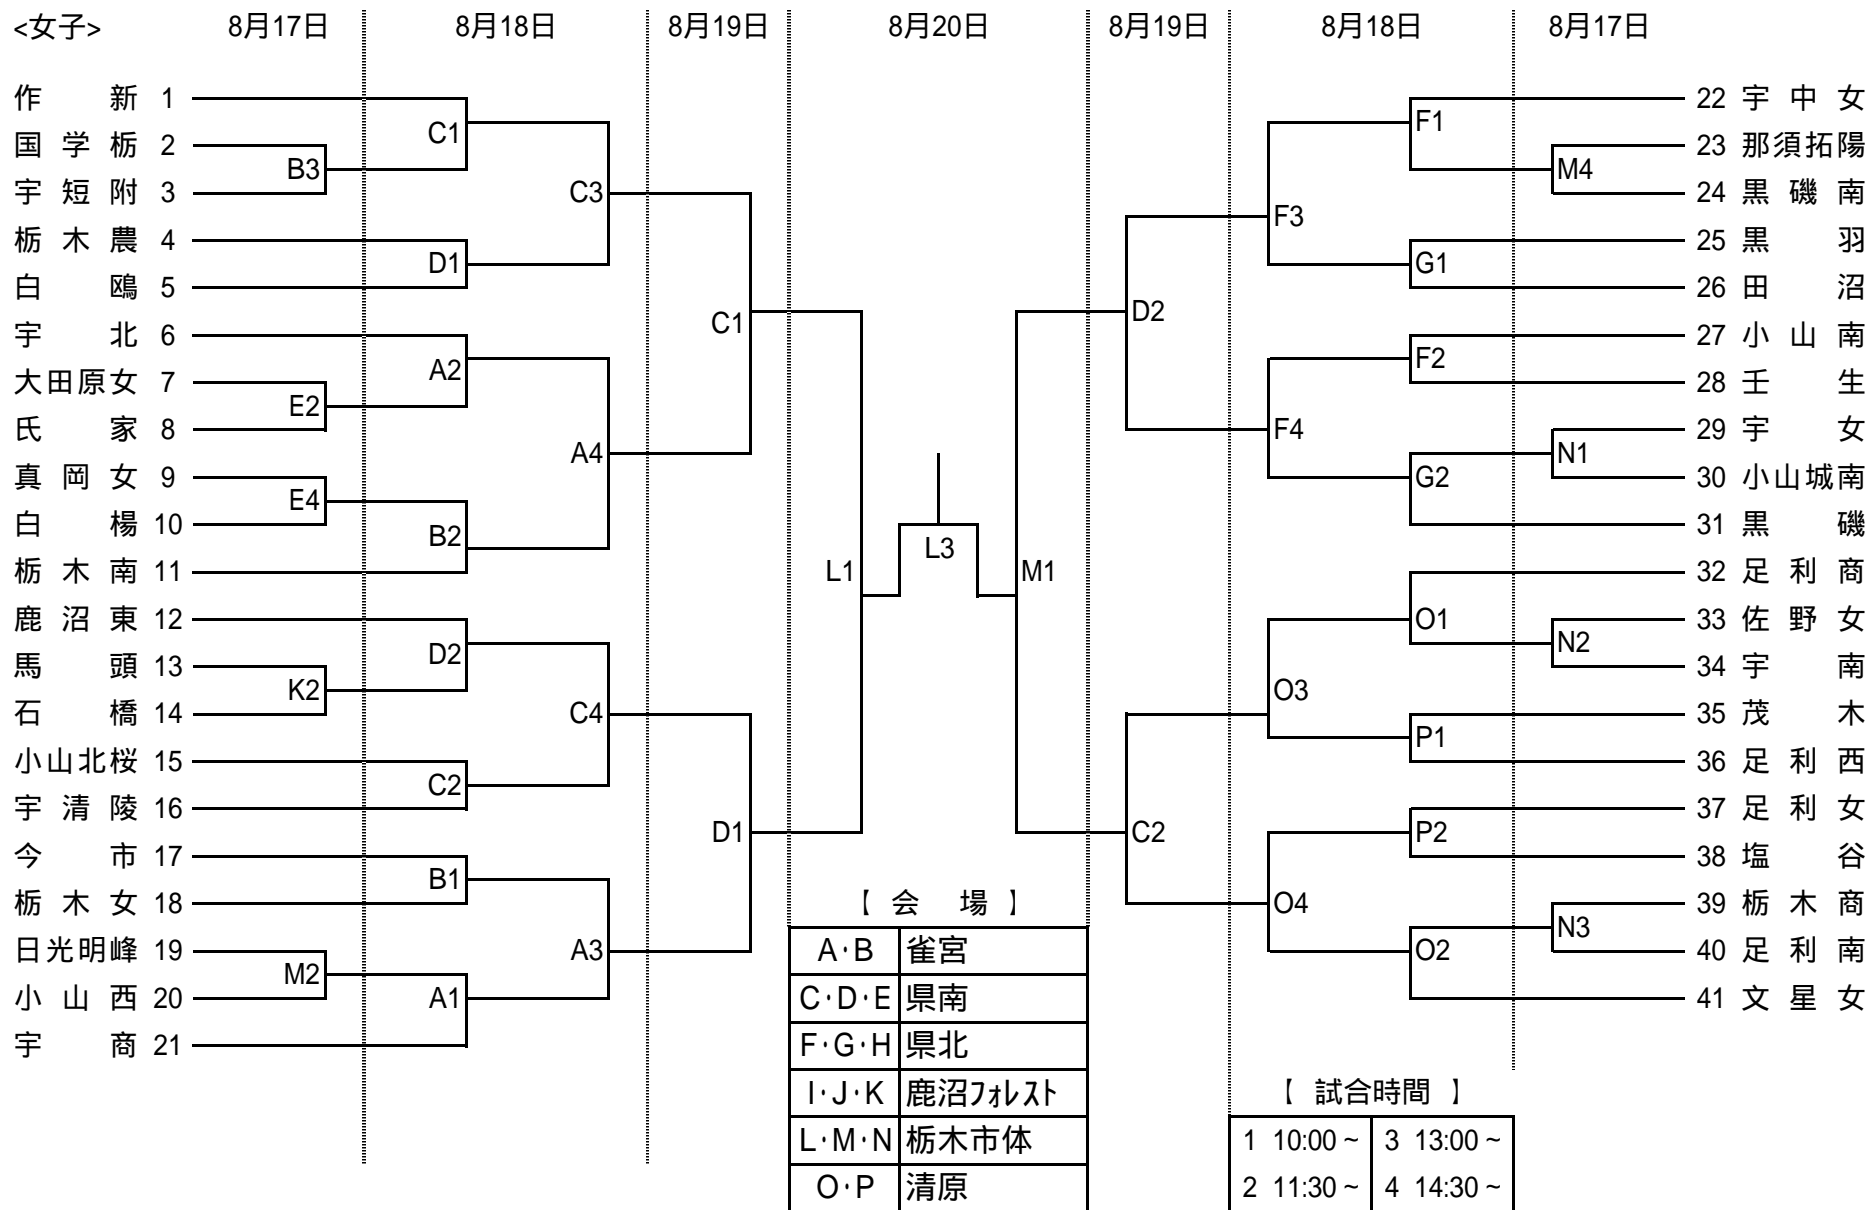 <女子> 8月17日 8月18日 8月19日 8月20日 8月19日 8月18日 8月17日
作新 1 22 宇中女
C1 F1
国学栃 2 23 那須拓陽
B3 M4
宇短附 3 C3 24 黒磯南
F3
栃木農 4 25 黒羽
D1 G1
白鴎 5 26 田沼
C1 D2
宇北 6 27 小山南
A2 F2
大田原女 7 28 壬生
E2
氏家 8 F4 29 宇女
A4 N1
真岡女 9 G2 30 小山城南
E4
白楊 10 31 黒磯
B2 L3
栃木南 11 L1 M1 32 足利商
鹿沼東 12 O1 33 佐野女
D2 N2
馬頭 13 34 宇南
K2 O3
石橋 14 C4 35 茂木
P1
小山北桜 15 36 足利西
C2
宇清陵 16 37 足利女
D1 C2 P2
今市 17 38 塩谷
B1
栃木女 18 【会場】 O4 39 栃木商
N3
日光明峰 19 A3 A・B 雀宮 O2 40 足利南
M2
小山西 20 A1 C・D・E 県南 41 文星女
宇商 21 F・G・H 県北
I・J・K 鹿沼フォレスト 【試合時間】
L・M・N 栃木市体 1 10:00~ 3 13:00~
O・P 清原 2 11:30~ 4 14:30~